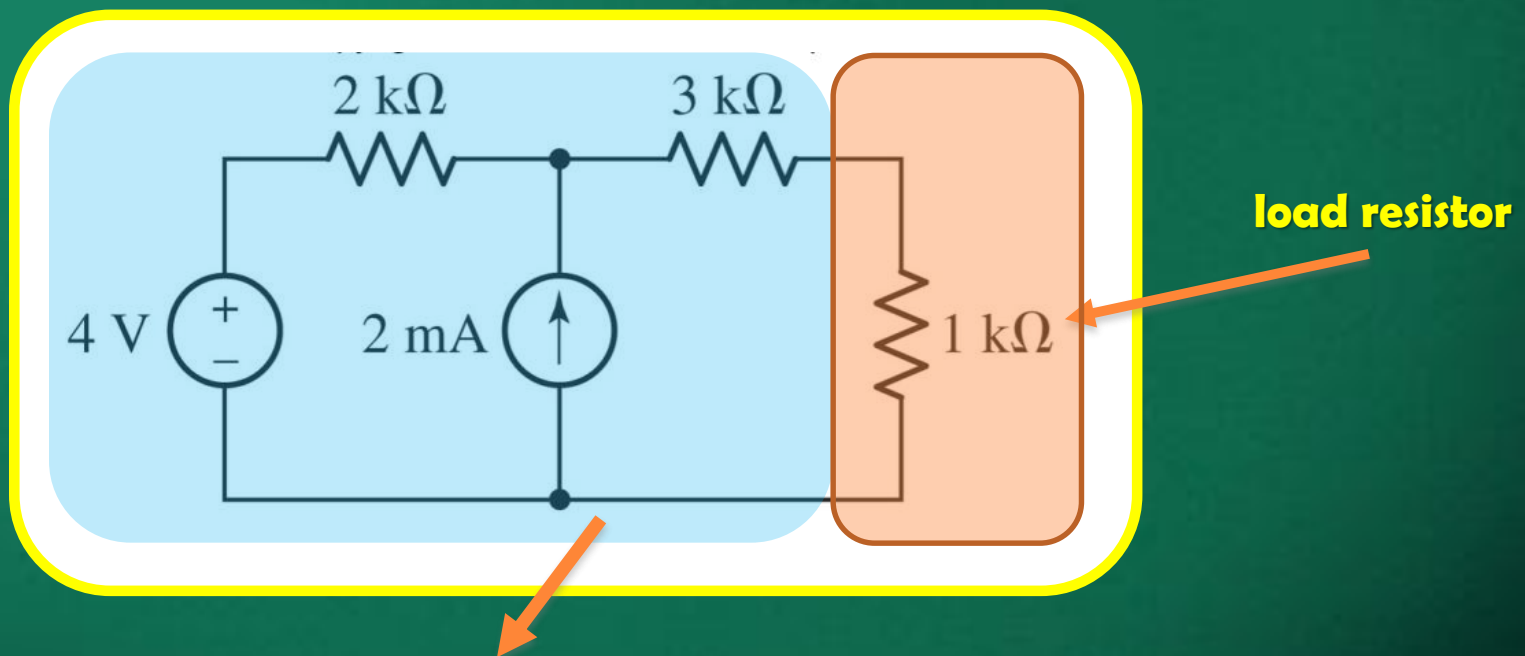 2 kΩ
3 kΩ
load resistor
4 V
+
−
2 mA
1 kΩ